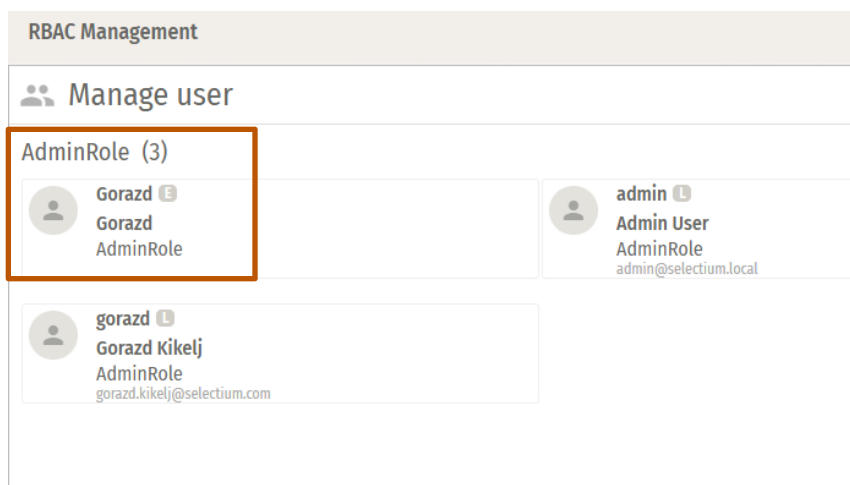 RBAC Management
Manage user
AdminRole (3)
Gorazd E
Gorazd
AdminRole
admin L
Admin User
AdminRole
admin@selectium.local
gorazd L
Gorazd Kikelj
AdminRole
gorazd.kikelj@selectium.com